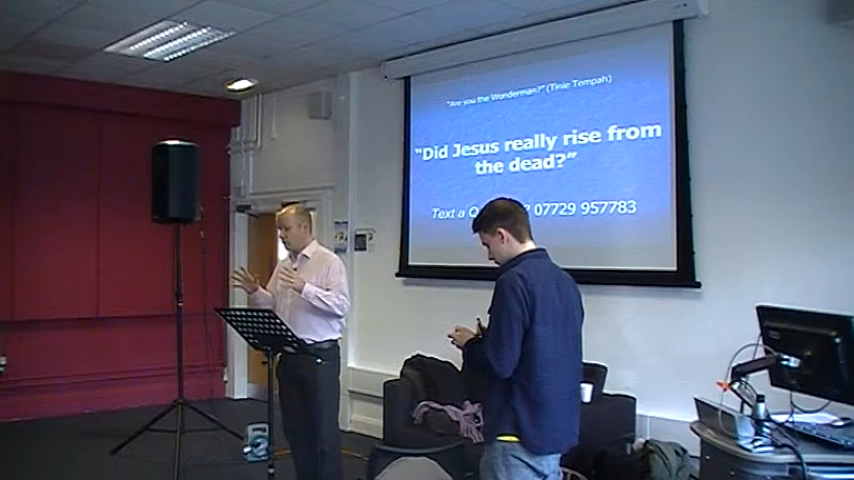 "Are you the Wonderman?" (Tinie Tempah)
"Did Jesus really rise from
the dead?"
Text a Q ? 07729 957783